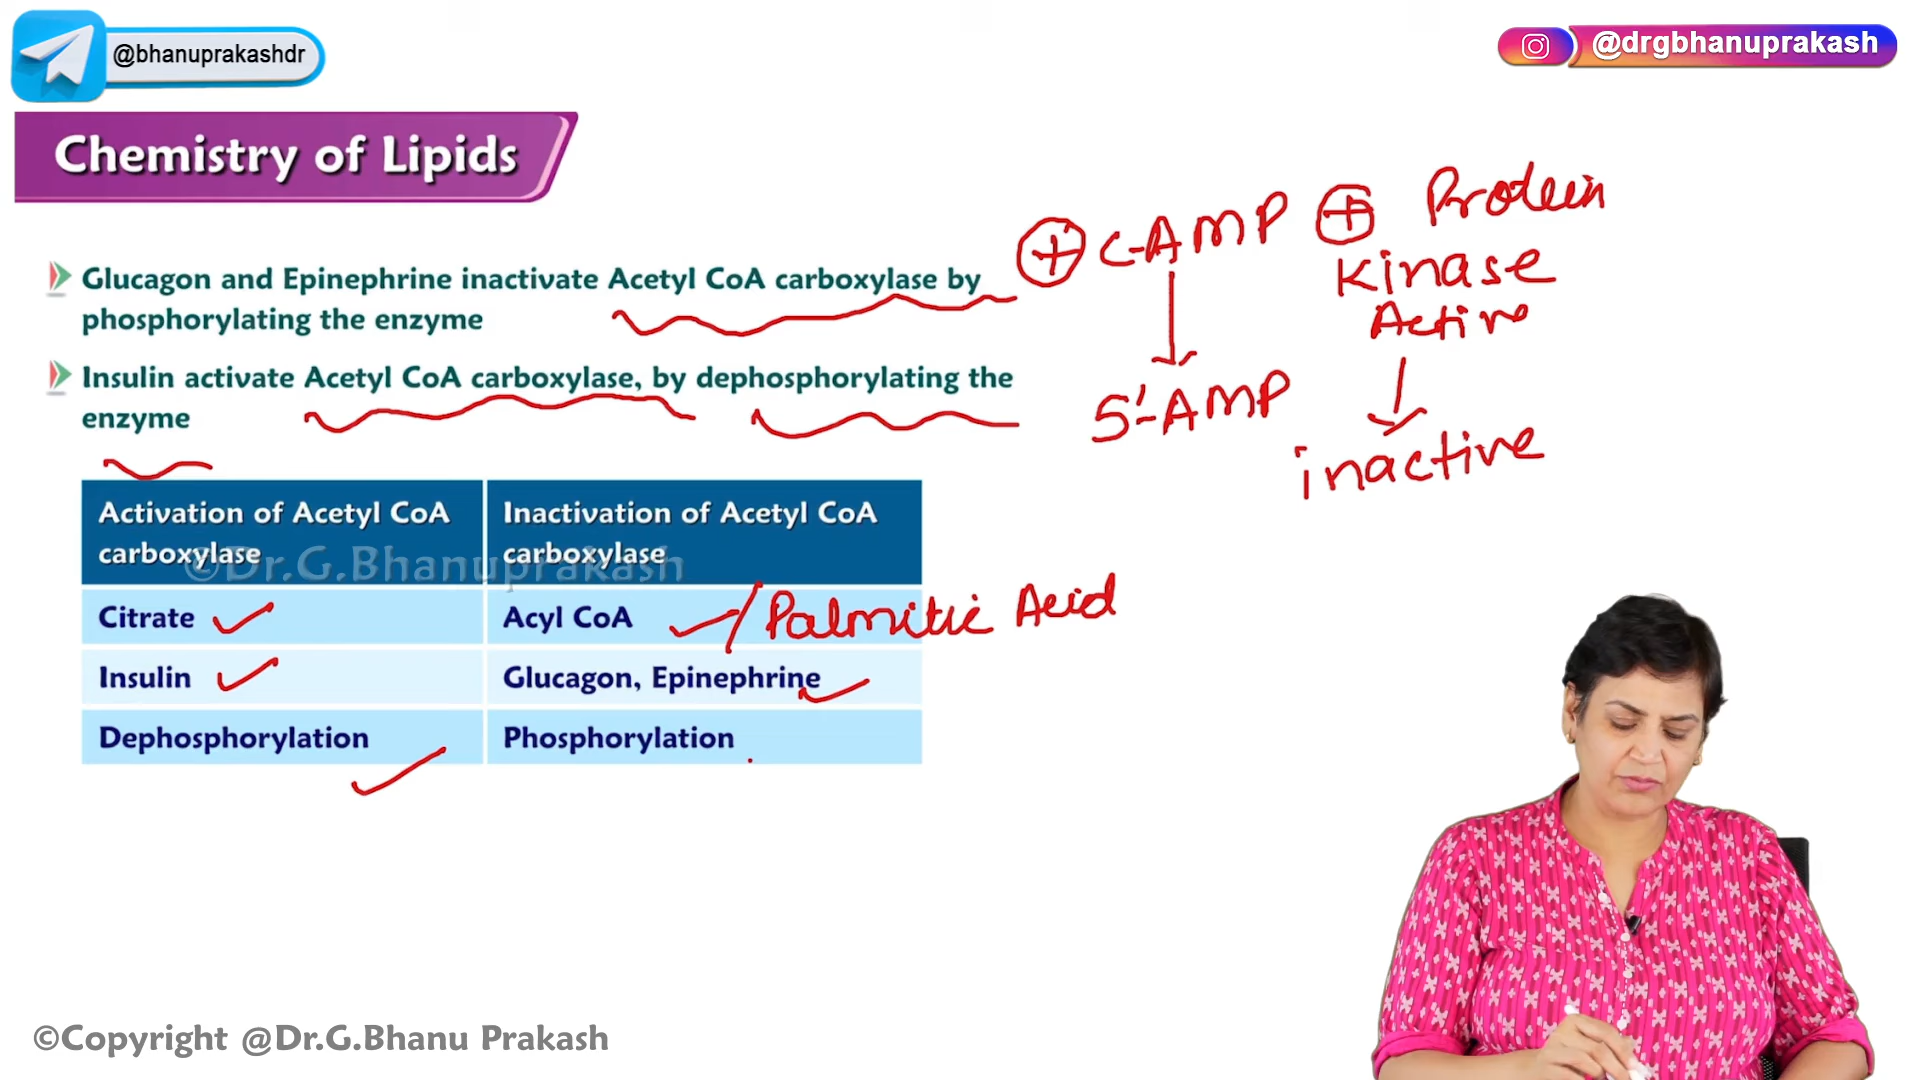 @bhanuprakashdr
@drgbhanuprakash
Chemistry of Lipids
Glucagon and Epinephrine inactivate Acetyl CoA carboxylase by
phosphorylating the enzyme
Insulin activate Acetyl CoA carboxylase, by dephosphorylating the
enzyme
+ C-AMP + Protein
Kinase
Active
5'-AMP
inactive
Activation of Acetyl CoA
carboxylase
Inactivation of Acetyl CoA
carboxylase
©Dr.G.Bhanuprakash
Citrate
Acyl CoA / Palmitic Acid
Insulin
Glucagon, Epinephrine
Dephosphorylation
Phosphorylation
©Copyright @Dr.G.Bhanu Prakash